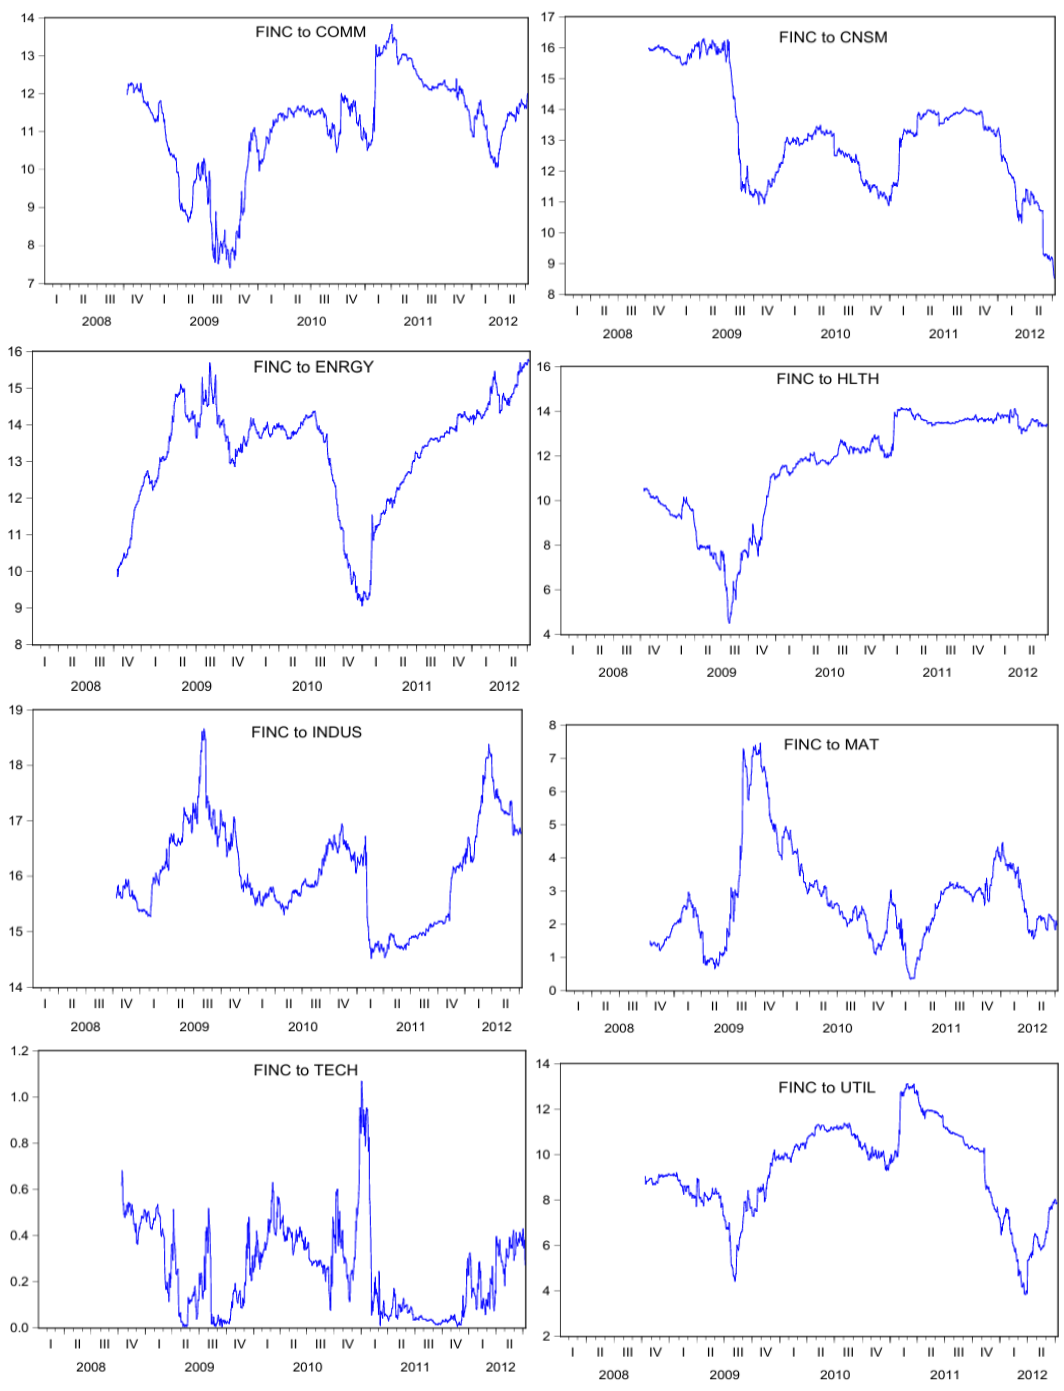 FINC to COMM
14
13
12
11
10
9
8
7
I II III IV I II III IV I II III IV I II III IV I II
2008 2009 2010 2011 2012
FINC to CNSM
17
16
15
14
13
12
11
10
9
8
I II III IV I II III IV I II III IV I II III IV I II
2008 2009 2010 2011 2012
FINC to ENRGY
16
15
14
13
12
11
10
9
8
I II III IV I II III IV I II III IV I II III IV I II
2008 2009 2010 2011 2012
FINC to HLTH
16
14
12
10
8
6
4
I II III IV I II III IV I II III IV I II III IV I II
2008 2009 2010 2011 2012
FINC to INDUS
19
18
17
16
15
14
I II III IV I II III IV I II III IV I II III IV I II
2008 2009 2010 2011 2012
FINC to MAT
8
7
6
5
4
3
2
1
0
I II III IV I II III IV I II III IV I II III IV I II
2008 2009 2010 2011 2012
FINC to TECH
1.2
1.0
0.8
0.6
0.4
0.2
0.0
I II III IV I II III IV I II III IV I II III IV I II
2008 2009 2010 2011 2012
FINC to UTIL
14
12
10
8
6
4
2
I II III IV I II III IV I II III IV I II III IV I II
2008 2009 2010 2011 2012